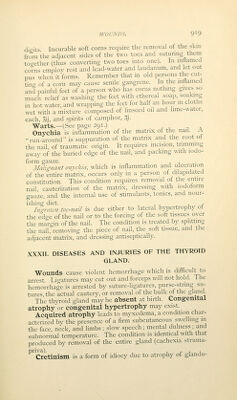 WOUNDS. 919
digits. Incurable soft corns require the removal of the skin
from the adjacent sides of the two toes and suturing them
together (thus converting two toes into one). In inflamed
corns employ rest and lead-water and laudanum, and let out
pus when it forms. Remember that in old persons the cut-
ting of a corn may cause senile gangrene. In the inflamed
and painful feet of a person who has corns nothing gives so
much relief as washing the feet with ethereal soap, soaking
in hot water, and wrapping the feet for half an hour in cloths
wet with a mixture composed of linseed oil and lime-water,
each, ℥ij, and spirits of camphor, ℥j.
Warts.—(See page 291.)
Onychia is inflammation of the matrix of the nail. A
"run-around" is suppuration of the matrix and the root of
the nail, of traumatic origin. It requires incision, trimming
away of the buried edge of the nail, and packing with iodo-
form gauze.
Malignant onychia, which is inflammation and ulceration
of the entire matrix, occurs only in a person of dilapidated
constitution. This condition requires removal of the entire
nail, cauterization of the matrix, dressing with iodoform
gauze, and the internal use of stimulants, tonics, and nour-
ishing diet.
Ingrown toe-nail is due either to lateral hypertrophy of
the edge of the nail or to the forcing of the soft tissues over
the margin of the nail. The condition is treated by splitting
the nail, removing the piece of nail, the soft tissue, and the
adjacent matrix, and dressing antiseptically.
XXXII. DISEASES AND INJURIES OF THE THYROID
GLAND.
Wounds cause violent hemorrhage which is difficult to
arrest. Ligatures may cut out and forceps will not hold. The
hemorrhage is arrested by suture-ligatures, purse-string su-
tures, the actual cautery, or removal of the bulk of the gland.
The thyroid gland may be absent at birth. Congenital
atrophy or congenital hypertrophy may exist.
Acquired atrophy leads to myxœdema, a condition char-
acterized by the presence of a firm subcutaneous swelling in
the face, neck, and limbs; slow speech; mental dulness; and
subnormal temperature. The condition is identical with that
produced by removal of the entire gland (cachexia struma-
priva).
Cretinism is a form of idiocy due to atrophy of glandu-